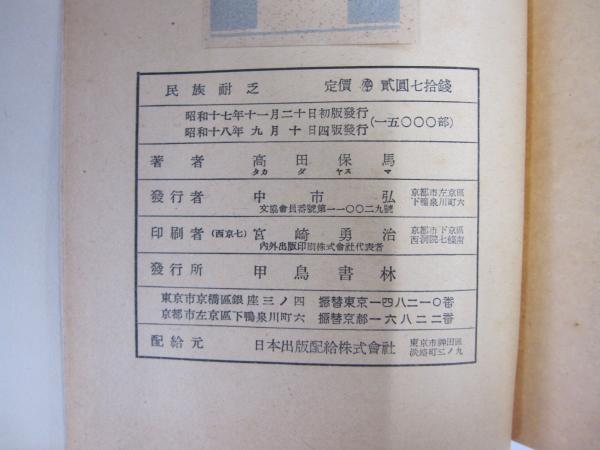 民族耐乏 定價 貳圓七拾錢
昭和十七年十一月二十日初版發行
昭和十八年九月十日四版發行
(一五〇〇〇部)
著者 高田保馬
タカ ダ ヤス マ
發行者 中市弘
文協會員番號第一一〇〇二九號
京都市左京區
下鴨泉川町六
印刷者 (西京七) 宮崎勇治
內外出版印刷株式會社代表者
京都市下京區
西洞院七條南
發行所 甲鳥書林
東京市京橋區銀座三ノ四 振替東京一四八二一〇番
京都市左京區下鴨泉川町六 振替京都一六八二二番
配給元 日本出版配給株式會社
東京市神田區
淡路町二ノ九